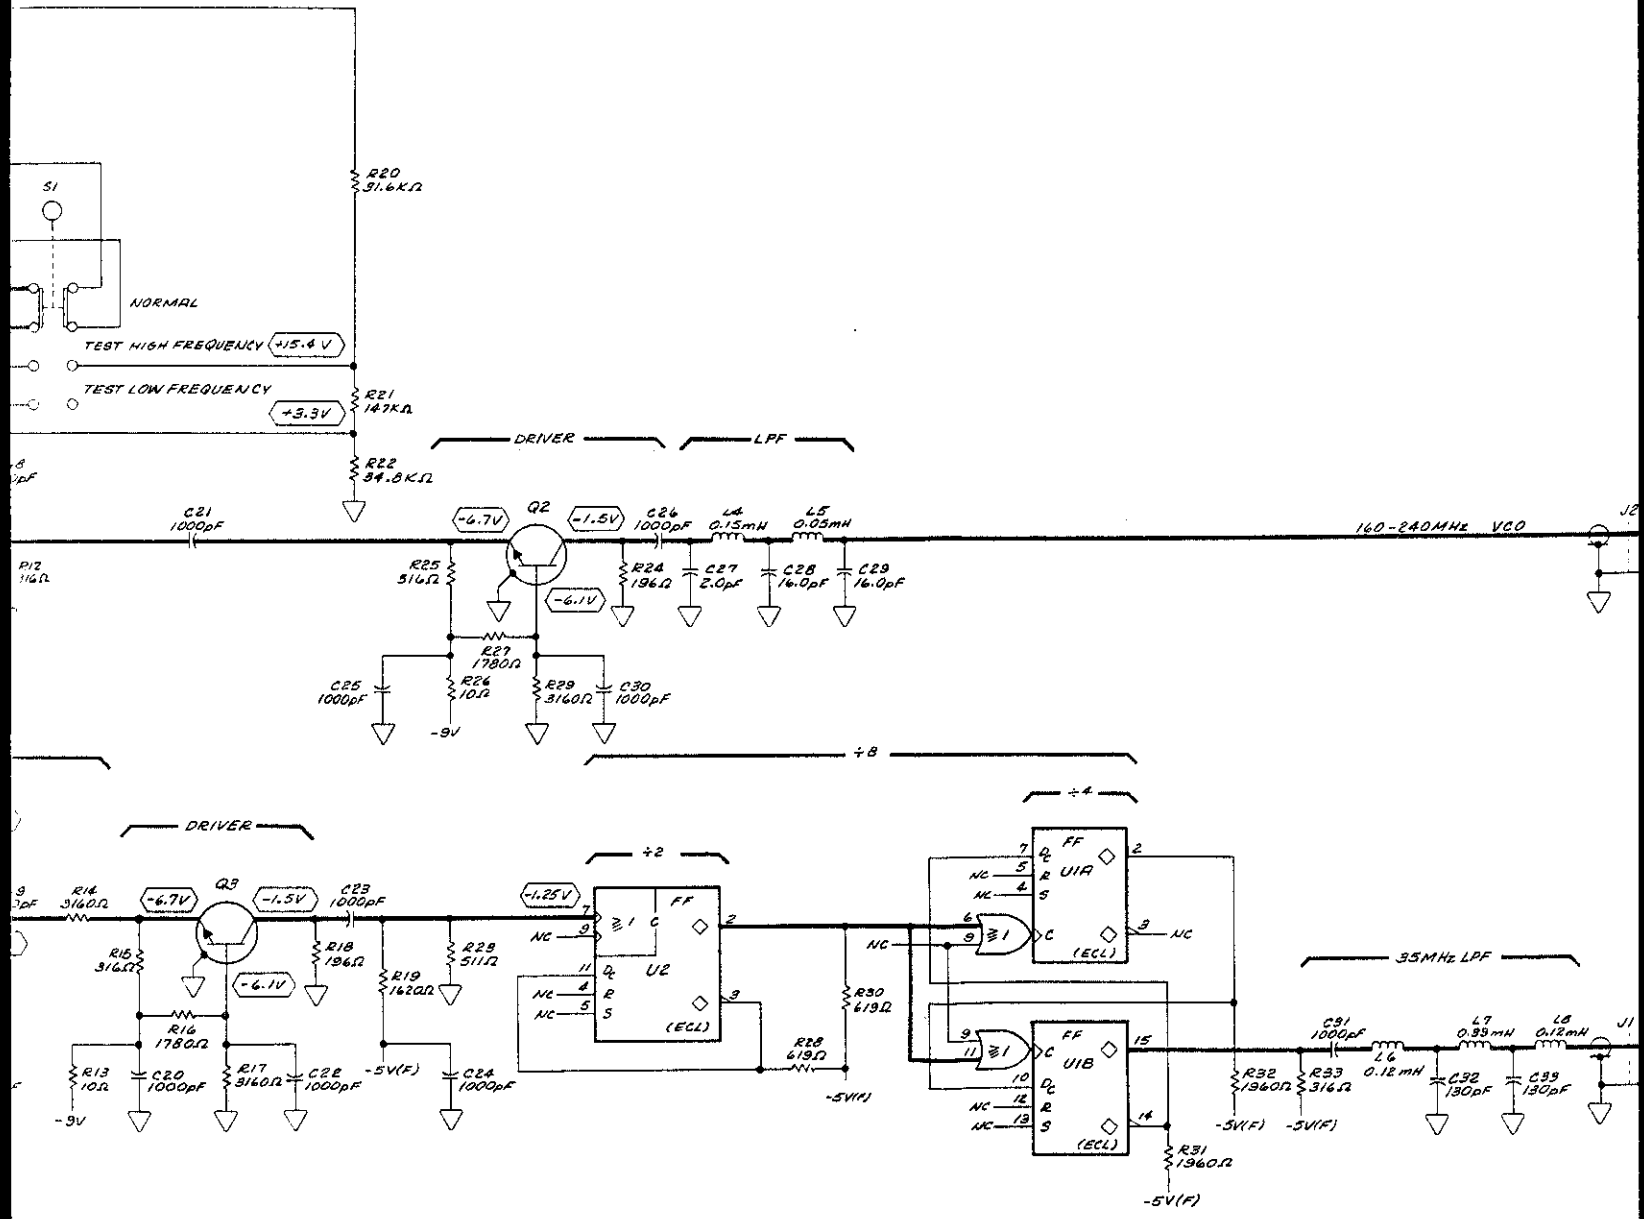 R20
31.6KΩ
S1
NORMAL
TEST HIGH FREQUENCY +15.4 V
TEST LOW FREQUENCY
+3.3V
R21
147KΩ
R22
34.8KΩ
DRIVER
LPF
8
pF
C21
1000pF
-6.7V
Q2
-1.5V
C26
1000pF
L4
0.15mH
L5
0.05mH
160-240MHz VCO
J2
R12
316Ω
R25
316Ω
-6.1V
R24
196Ω
C27
2.0pF
C28
16.0pF
C29
16.0pF
R27
1780Ω
C25
1000pF
R26
10Ω
R29
3160Ω
C30
1000pF
-9V
÷8
÷4
DRIVER
÷2
9
pF
R14
3160Ω
-6.7V
Q3
-1.5V
C23
1000pF
-1.25V
7
9
NC
≥1 C
FF
2
U2
11 Dc
NC 4 R
NC 5 S
3
(ECL)
R15
316Ω
-6.1V
R18
196Ω
R19
1620Ω
R23
511Ω
R16
1780Ω
R13
10Ω
C20
1000pF
R17
3160Ω
C22
1000pF
-5V(F)
C24
1000pF
-9V
R28
619Ω
R30
619Ω
-5V(F)
7 Dc FF
NC 5 R U1A
NC 4 S
2
6
NC 9
≥1
C
3 NC
(ECL)
9
11
≥1
C
FF
15
U1B
10 Dc
NC 12 R
NC 13 S
14
(ECL)
R31
1960Ω
-5V(F)
R32
1960Ω
-5V(F)
R33
316Ω
-5V(F)
35MHz LPF
C31
1000pF
L6
0.12mH
L7
0.39mH
L8
0.12mH
J1
C32
130pF
C33
130pF